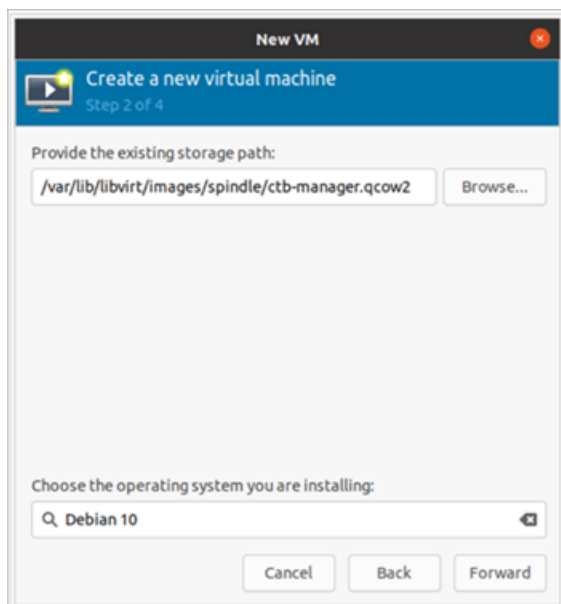 New VM
Create a new virtual machine
Step 2 of 4
Provide the existing storage path:
/var/lib/libvirt/images/spindle/ctb-manager.qcow2 Browse...
Choose the operating system you are installing:
Debian 10
Cancel Back Forward